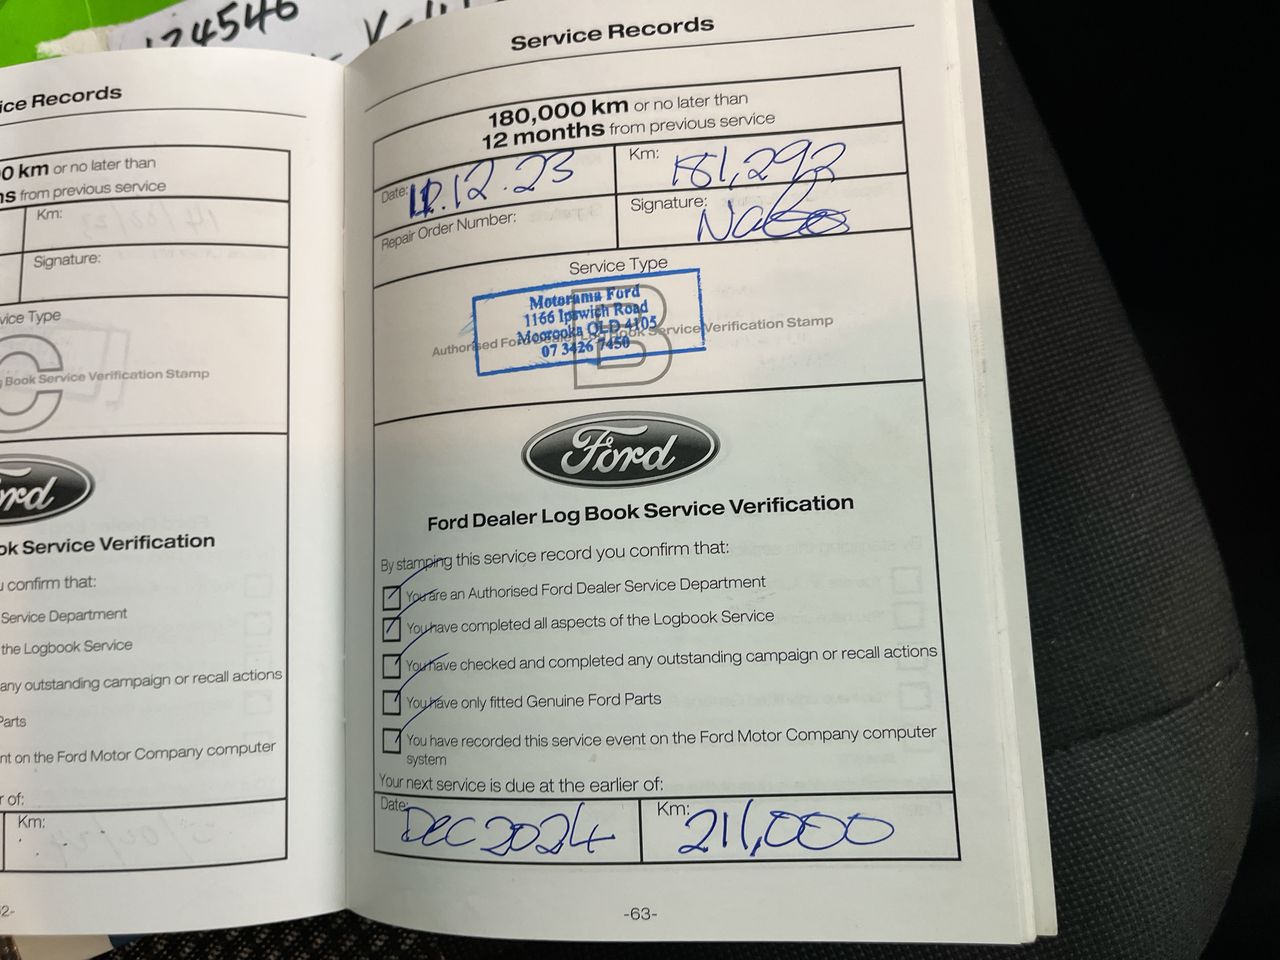 124546
ice Records
0 km or no later than
ns from previous service
Km:
Signature:
vice Type
C
Book Service Verification Stamp
ord
ok Service Verification
u confirm that:
Service Department
the Logbook Service
any outstanding campaign or recall actions
Parts
nt on the Ford Motor Company computer
r of:
Km:
2-
Service Records
180,000 km or no later than
12 months from previous service
Date: 12.12.23
Km: 181,292
Repair Order Number:
Signature:
Service Type
B
Motorama Ford
1166 Ipswich Road
Moorooka QLD 4105
07 3426 7450
Authorised Ford Dealer Log Book Service Verification Stamp
Ford
Ford Dealer Log Book Service Verification
By stamping this service record you confirm that:
You are an Authorised Ford Dealer Service Department
You have completed all aspects of the Logbook Service
You have checked and completed any outstanding campaign or recall actions
You have only fitted Genuine Ford Parts
You have recorded this service event on the Ford Motor Company computer
system
Your next service is due at the earlier of:
Date: Dec 2024
Km: 211,000
-63-